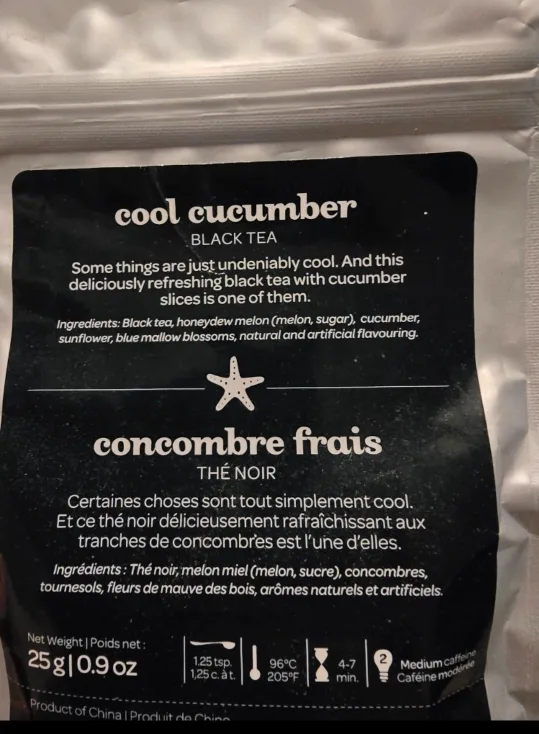 cool cucumber
BLACK TEA
Some things are just undeniably cool. And this
deliciously refreshing black tea with cucumber
slices is one of them.
Ingredients: Black tea, honeydew melon (melon, sugar), cucumber,
sunflower, blue mallow blossoms, natural and artificial flavouring.
concombre frais
THÉ NOIR
Certaines choses sont tout simplement cool.
Et ce thé noir délicieusement rafraîchissant aux
tranches de concombres est l'une d'elles.
Ingrédients : Thé noir, melon miel (melon, sucre), concombres,
tournesols, fleurs de mauve des bois, arômes naturels et artificiels.
Net Weight | Poids net :
25 g | 0.9 oz
1.25 tsp.
1,25 c. à t.
96°C
205°F
4-7
min.
2
Medium caffeine
Caféine modérée
Product of China | Produit de Chine